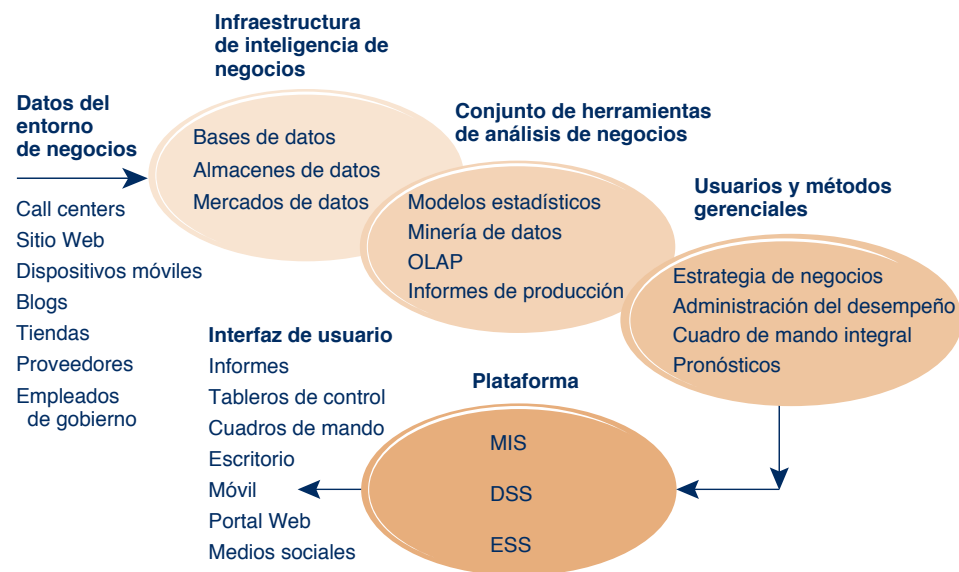 Infraestructura
de inteligencia de
negocios
Datos del
entorno
de negocios
Call centers
Sitio Web
Dispositivos móviles
Blogs
Tiendas
Proveedores
Empleados
de gobierno
Bases de datos
Almacenes de datos
Mercados de datos
Conjunto de herramientas
de análisis de negocios
Modelos estadísticos
Minería de datos
OLAP
Informes de producción
Usuarios y métodos
gerenciales
Estrategia de negocios
Administración del desempeño
Cuadro de mando integral
Pronósticos
Plataforma
MIS
DSS
ESS
Interfaz de usuario
Informes
Tableros de control
Cuadros de mando
Escritorio
Móvil
Portal Web
Medios sociales